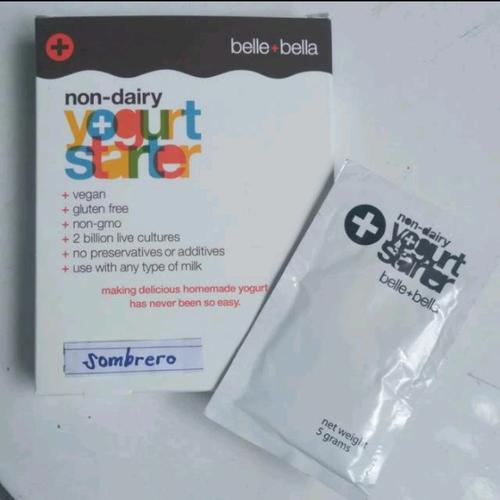 belle+bella
non-dairy
yogurt
starter
+ vegan
+ gluten free
+ non-gmo
+ 2 billion live cultures
+ no preservatives or additives
+ use with any type of milk
making delicious homemade yogurt
has never been so easy.
Sombrero
non-dairy
yogurt
starter
belle+bella
net weight
5 grams